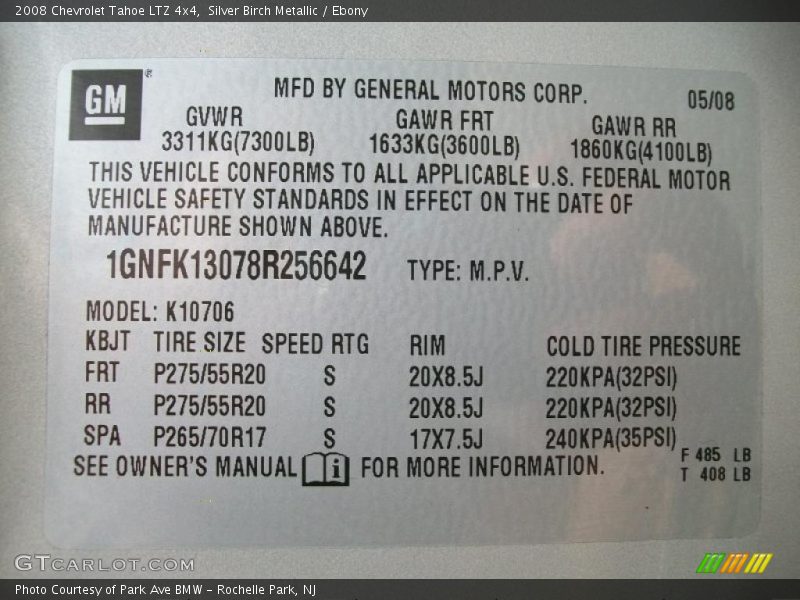 2008 Chevrolet Tahoe LTZ 4x4,  Silver Birch Metallic / Ebony
GM ®
MFD BY GENERAL MOTORS CORP. 05/08
GVWR GAWR FRT GAWR RR
3311KG(7300LB) 1633KG(3600LB) 1860KG(4100LB)
THIS VEHICLE CONFORMS TO ALL APPLICABLE U.S. FEDERAL MOTOR
VEHICLE SAFETY STANDARDS IN EFFECT ON THE DATE OF
MANUFACTURE SHOWN ABOVE.
1GNFK13078R256642 TYPE: M.P.V.
MODEL: K10706
KBJT TIRE SIZE SPEED RTG RIM COLD TIRE PRESSURE
FRT P275/55R20 S 20X8.5J 220KPA(32PSI)
RR P275/55R20 S 20X8.5J 220KPA(32PSI)
SPA P265/70R17 S 17X7.5J 240KPA(35PSI)
F 485 LB
SEE OWNER'S MANUAL i FOR MORE INFORMATION.
T 408 LB
GTCARLOT.COM
Photo Courtesy of Park Ave BMW - Rochelle Park, NJ